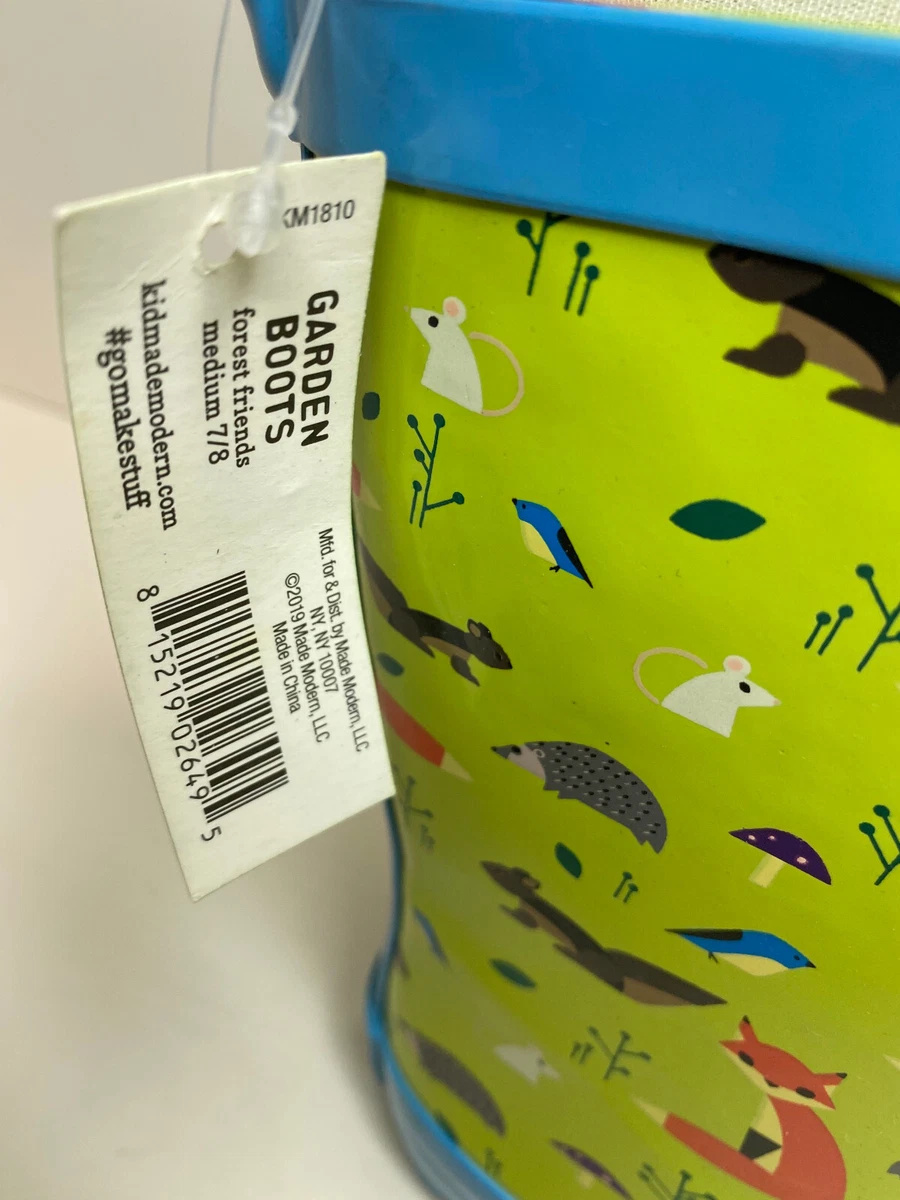 KM1810
GARDEN
BOOTS
forest friends
medium 7/8
kidmademodern.com
#gomakestuff
Mfd. for & Dist. by Made Modern, LLC
NY, NY 10007
©2019 Made Modern, LLC
Made in China
8 15219 02649 5